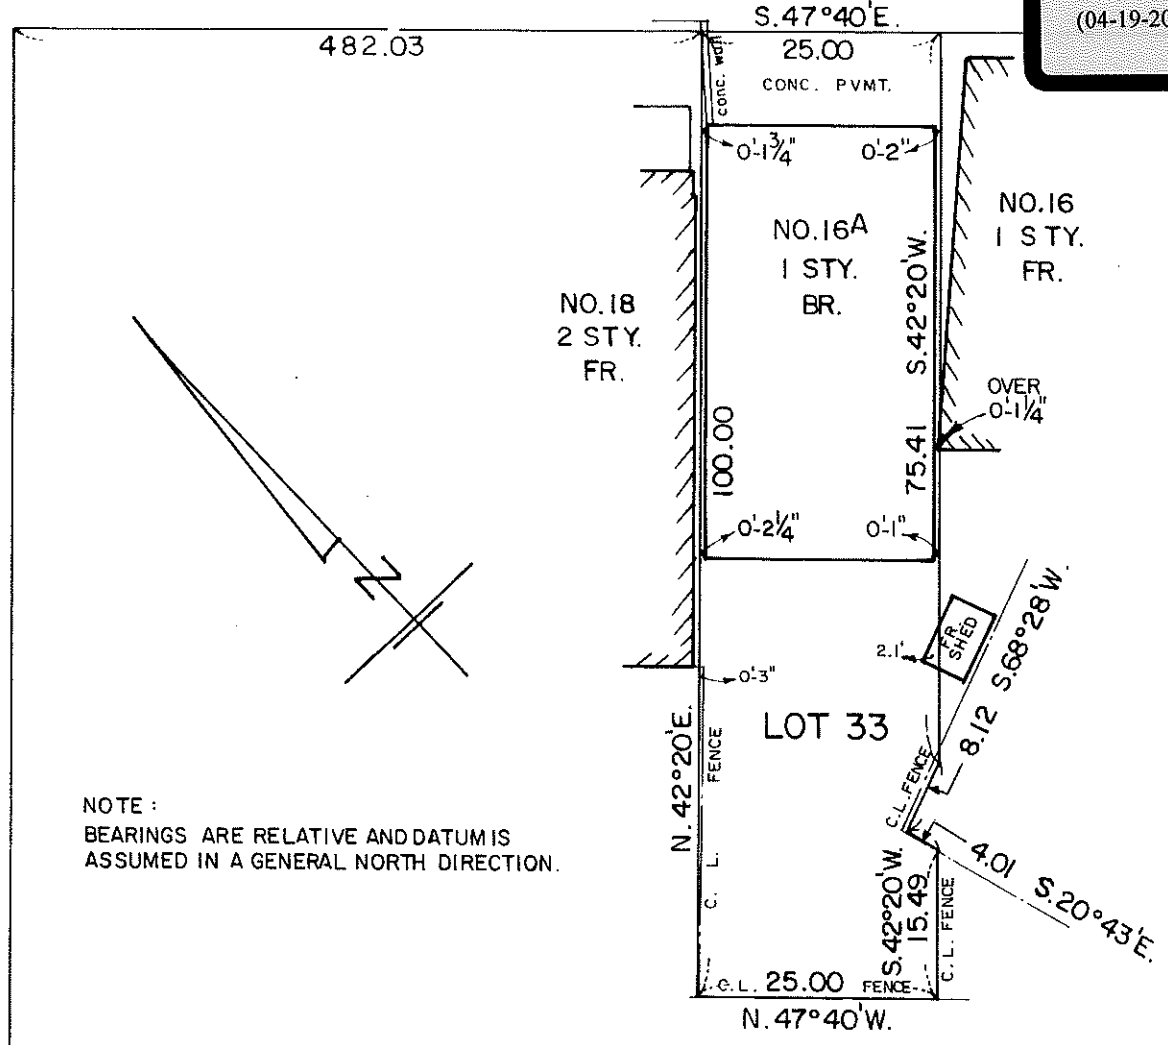 S.47°40'E.
(04-19-20
482.03
25.00
CONC. WDL
CONC. PVMT.
0'-1¾"
0'-2"
NO.16A
1 STY.
BR.
NO.16
1 STY.
FR.
S.42°20'W.
NO.18
2 STY.
FR.
OVER
0'-1¼"
100.00
75.41
0'-2¼"
0'-1"
N
FR.
SHED
2.1'
8.12 S.68°28'W.
0'-3"
LOT 33
N.42°20'E.
C. L. FENCE
C.L. FENCE
NOTE:
BEARINGS ARE RELATIVE AND DATUM IS
ASSUMED IN A GENERAL NORTH DIRECTION.
4.01 S.20°43'E.
S.42°20'W.
15.49
C.L. FENCE
C.L. 25.00 FENCE
N.47°40'W.